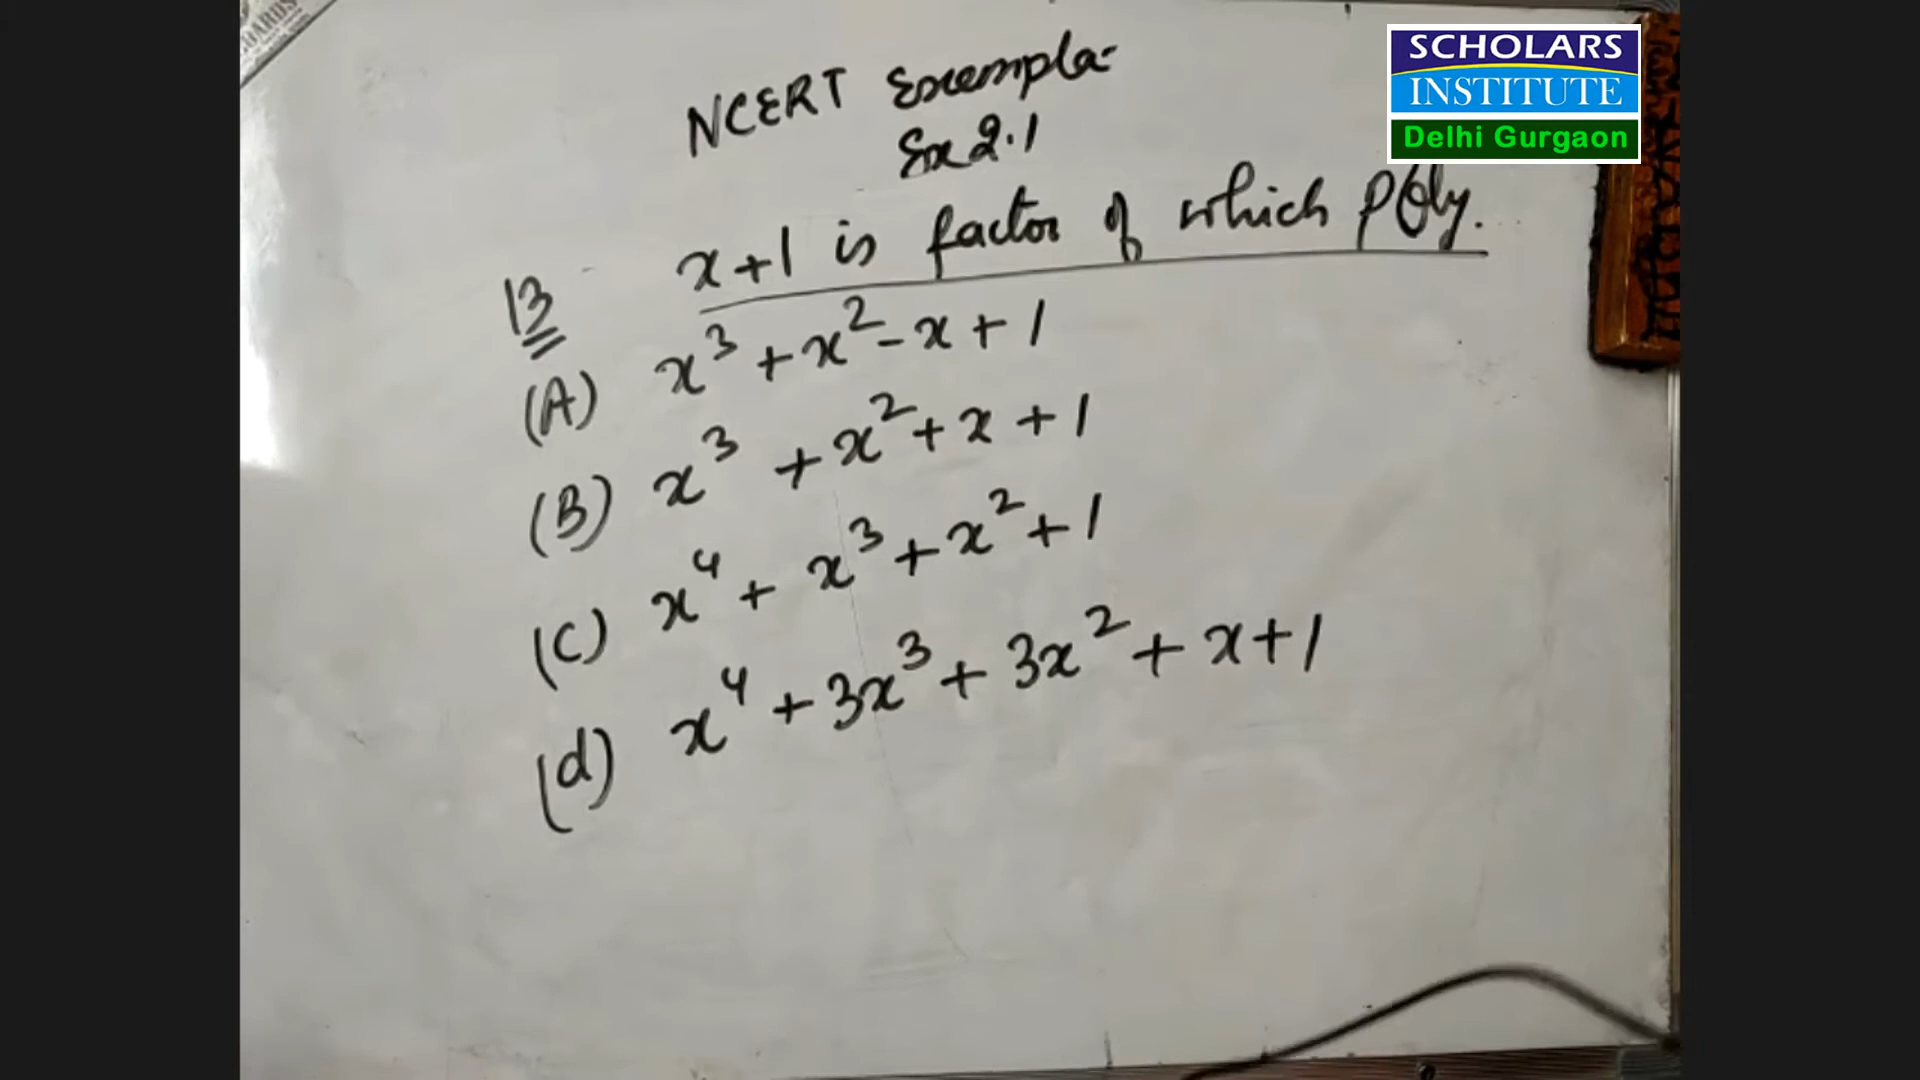 SCHOLARS
INSTITUTE
Delhi Gurgaon
NCERT Exemplar
Ex 2.1
13 x+1 is factor of which poly.
(A) x³ + x² - x + 1
(B) x³ + x² + x + 1
(C) x⁴ + x³ + x² + 1
(d) x⁴ + 3x³ + 3x² + x + 1